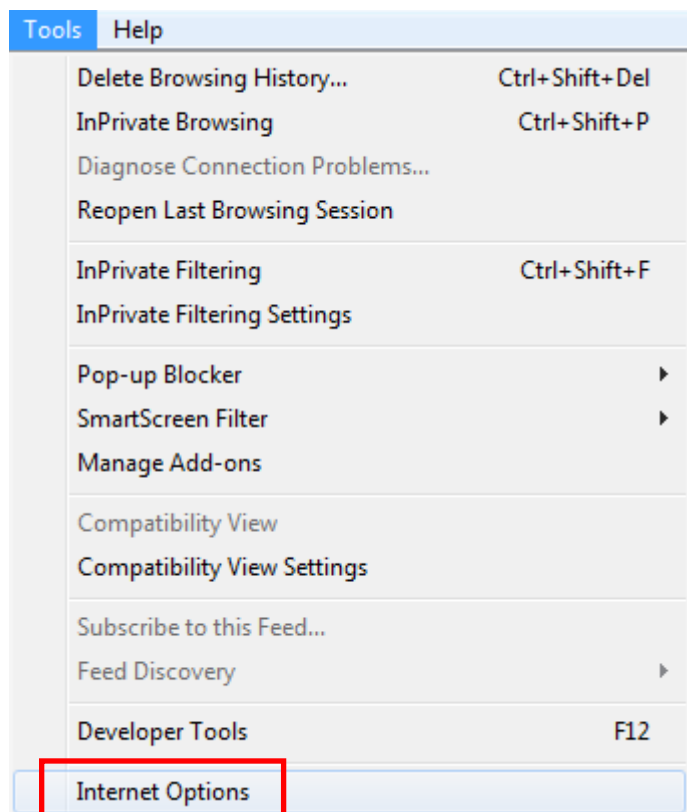 Tools Help
Delete Browsing History... Ctrl+Shift+Del
InPrivate Browsing Ctrl+Shift+P
Diagnose Connection Problems...
Reopen Last Browsing Session
InPrivate Filtering Ctrl+Shift+F
InPrivate Filtering Settings
Pop-up Blocker
SmartScreen Filter
Manage Add-ons
Compatibility View
Compatibility View Settings
Subscribe to this Feed...
Feed Discovery
Developer Tools F12
Internet Options